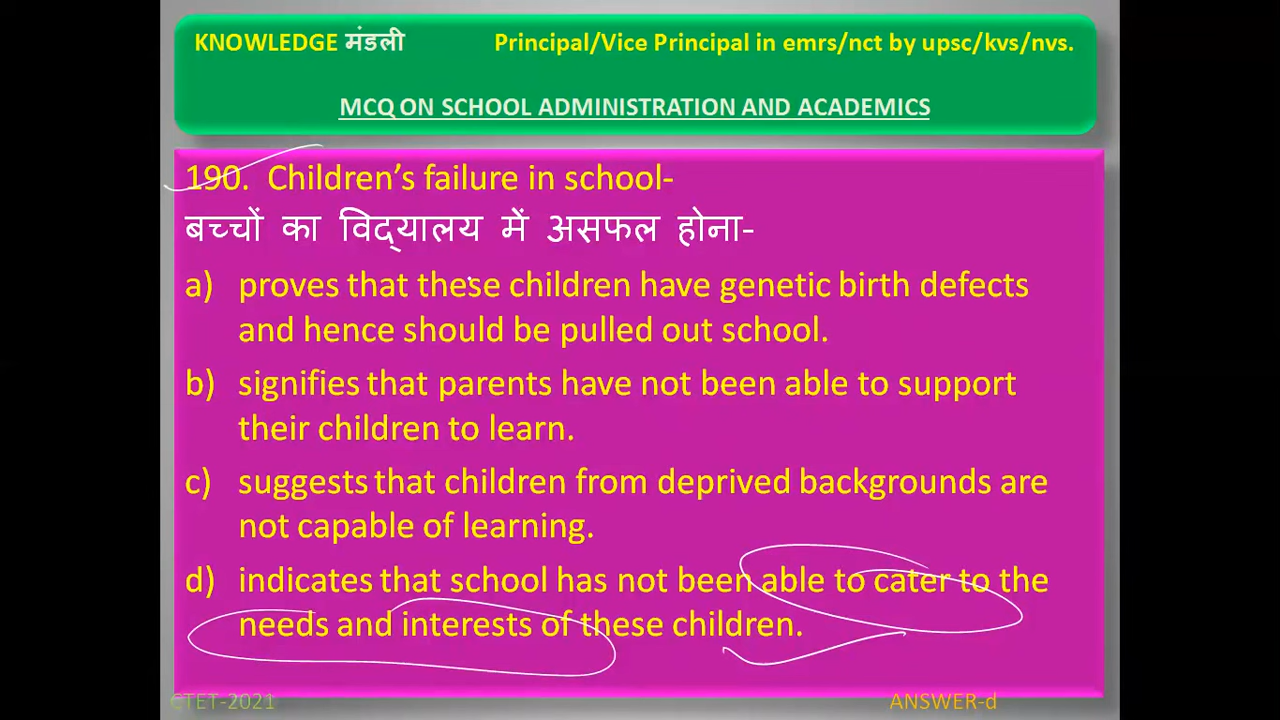 KNOWLEDGE मंडली Principal/Vice Principal in emrs/nct by upsc/kvs/nvs.
MCQ ON SCHOOL ADMINISTRATION AND ACADEMICS
190. Children's failure in school-
बच्चों का विद्यालय में असफल होना-
a) proves that these children have genetic birth defects
and hence should be pulled out school.
b) signifies that parents have not been able to support
their children to learn.
c) suggests that children from deprived backgrounds are
not capable of learning.
d) indicates that school has not been able to cater to the
needs and interests of these children.
CTET-2021 ANSWER-d